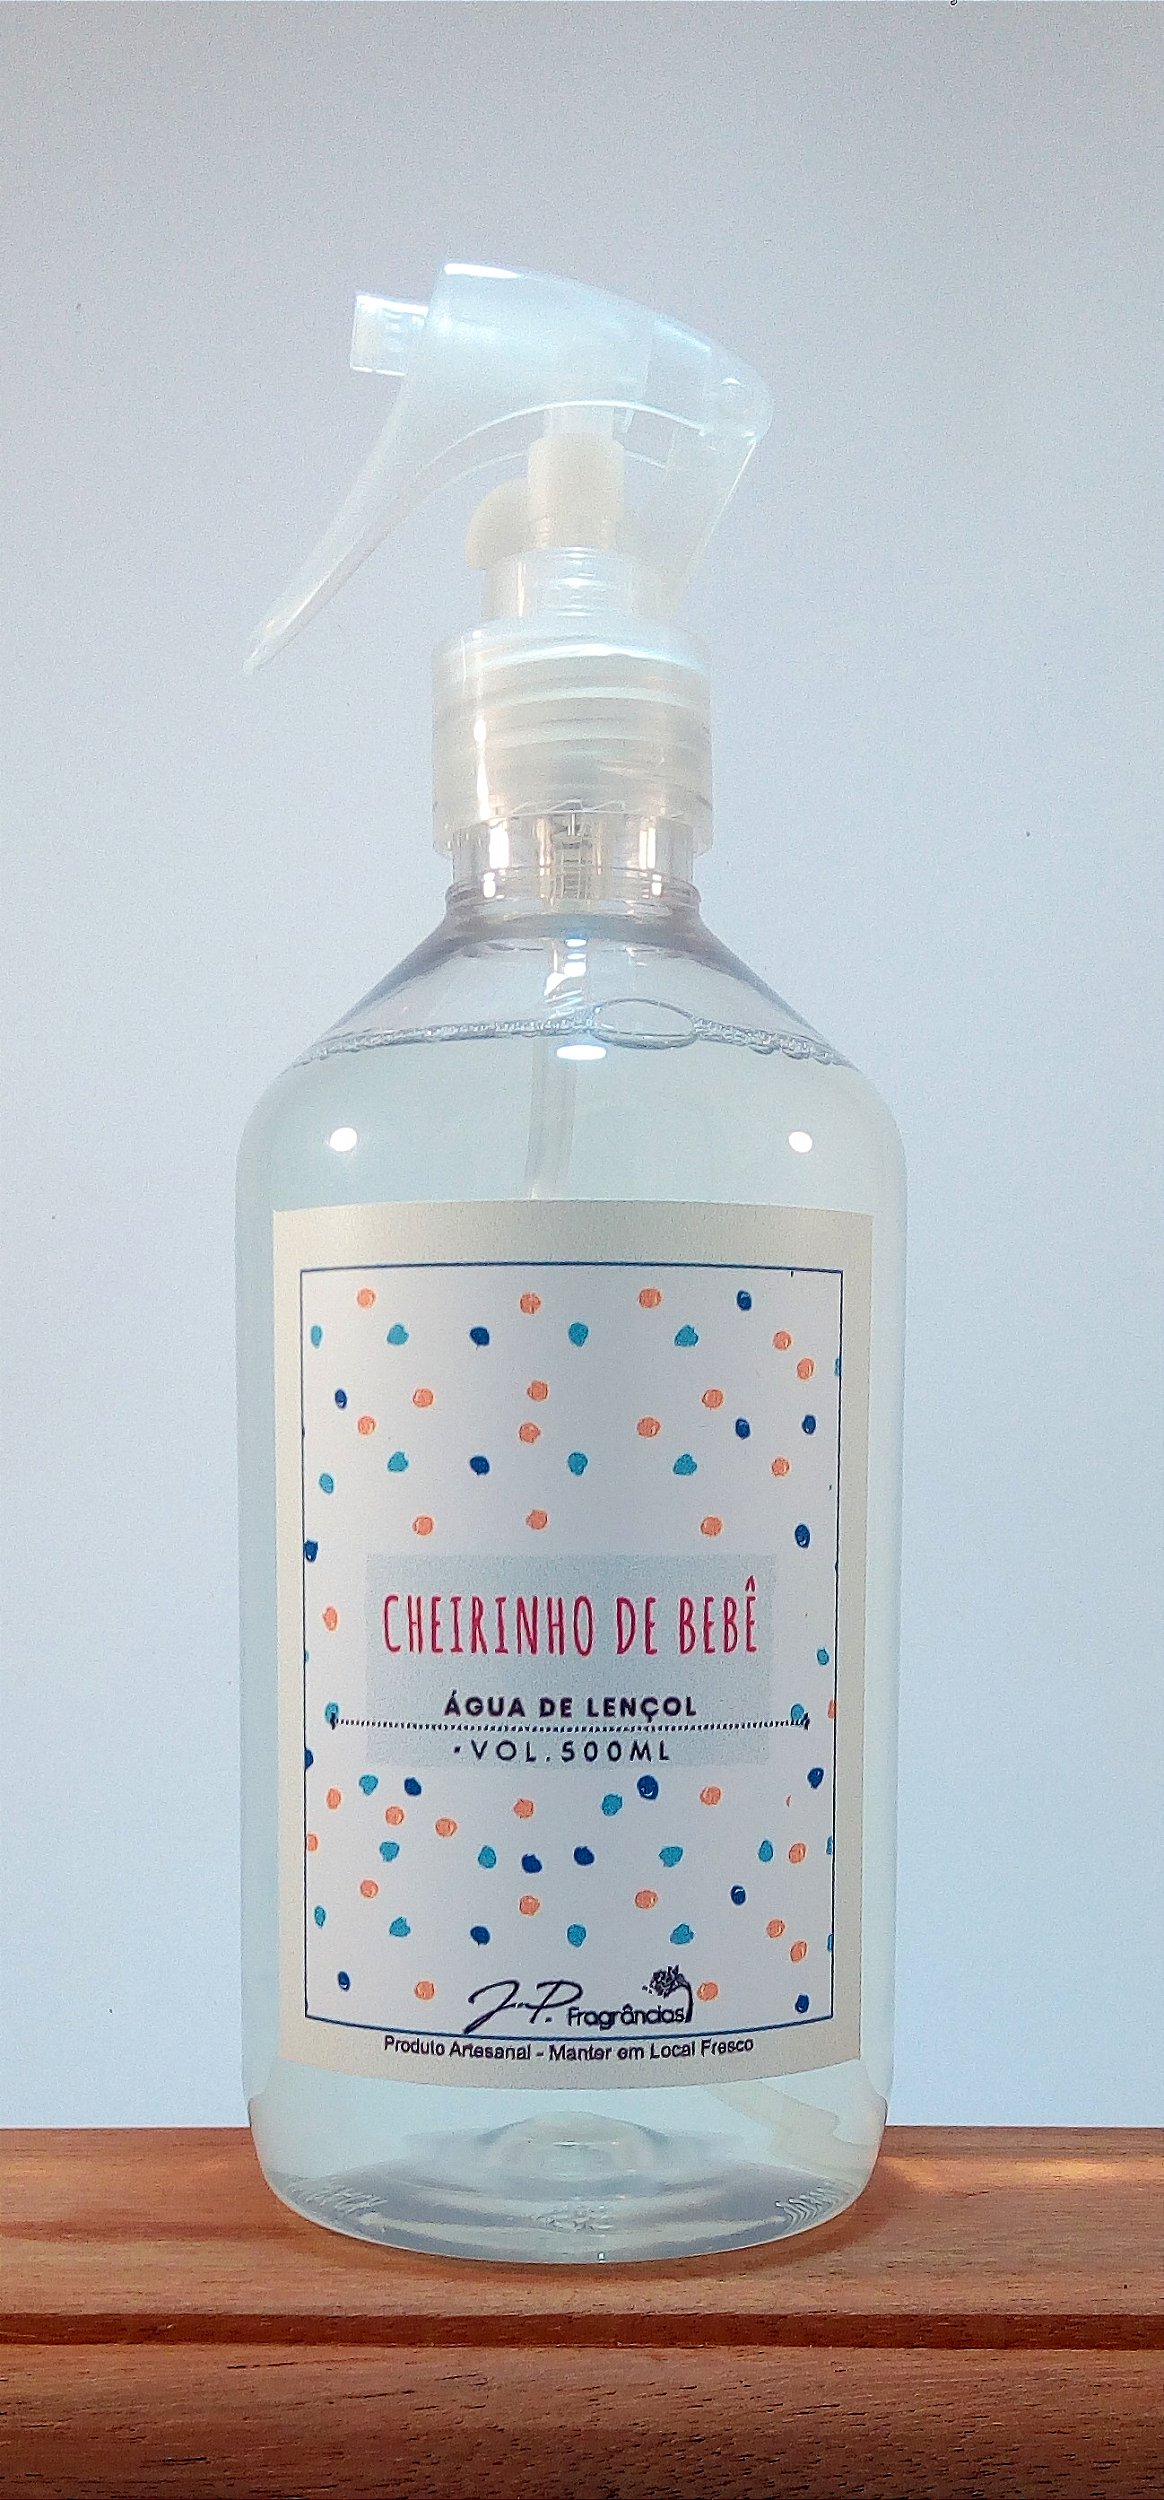 CHEIRINHO DE BEBÊ
ÁGUA DE LENÇOL
·VOL.500ML
J.P. Fragrâncias
Produto Artesanal - Manter em Local Fresco